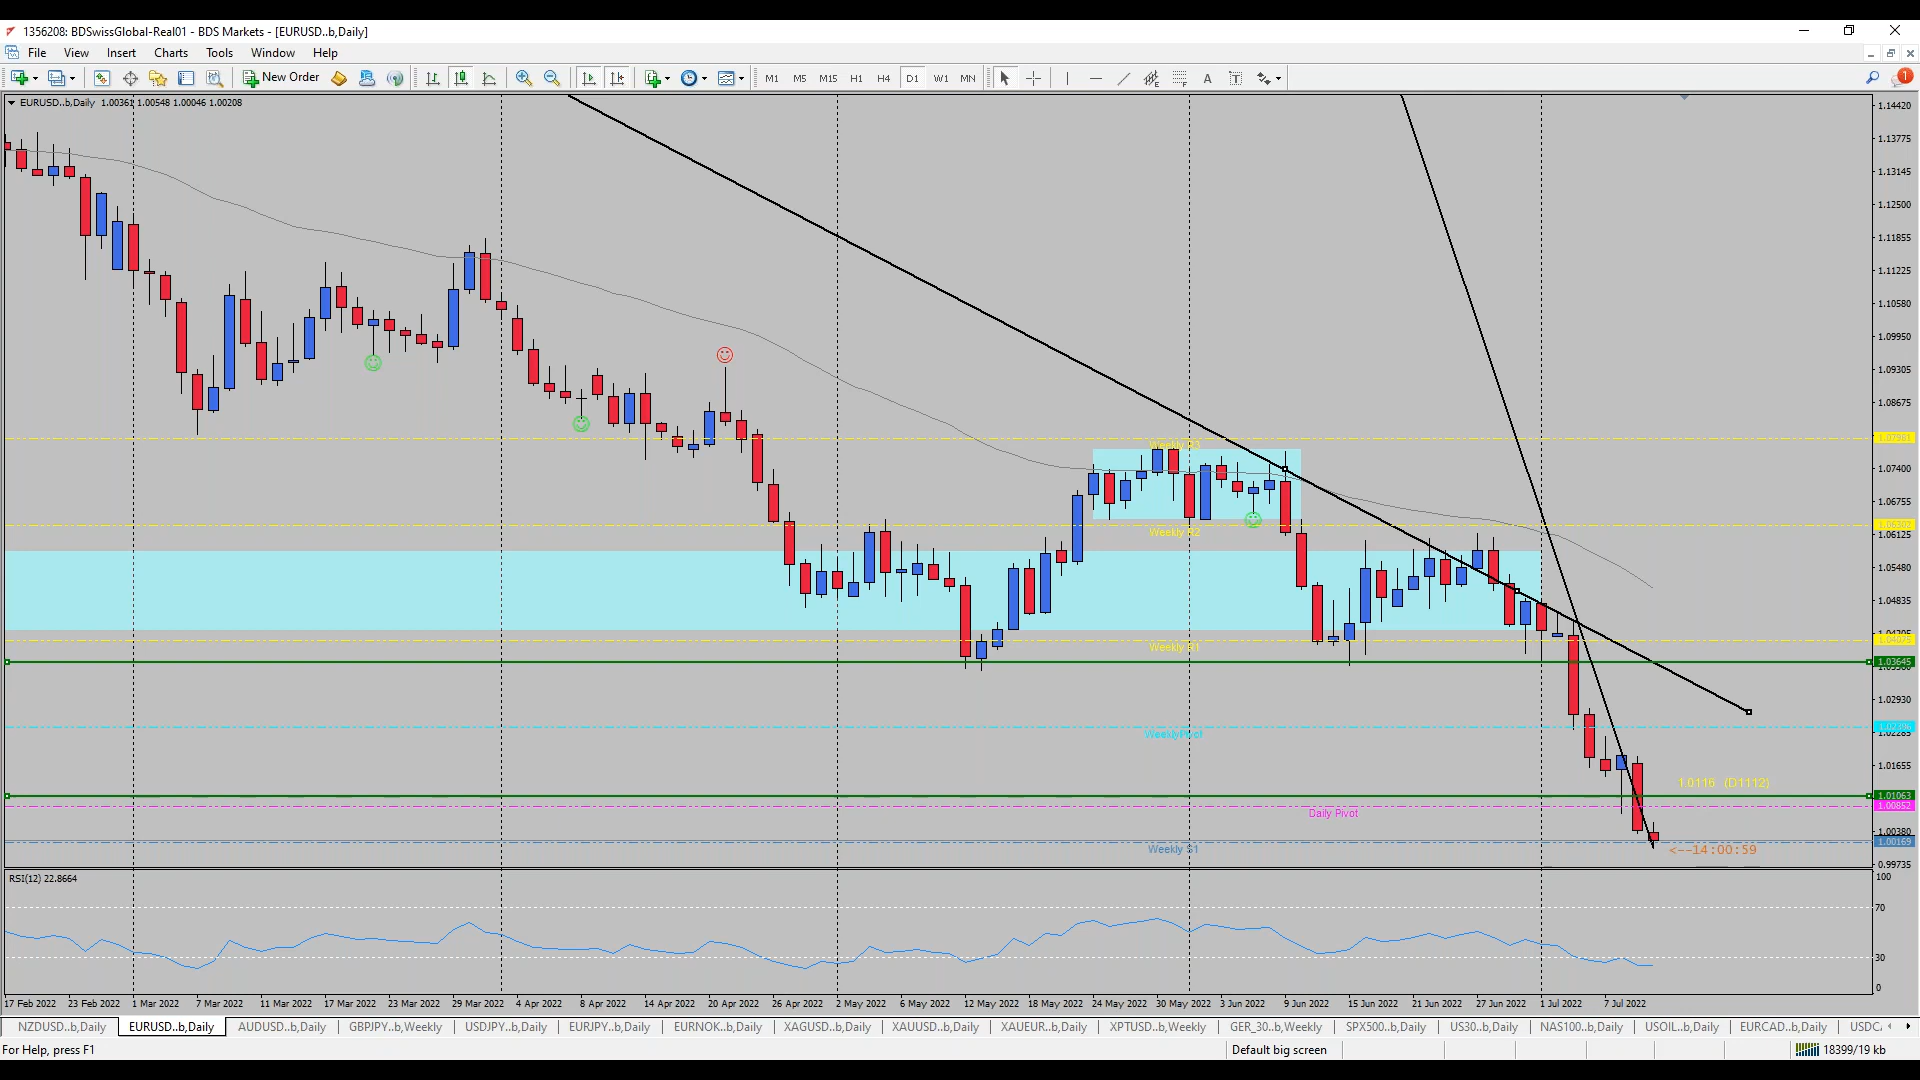 1356208: BDSwissGlobal-Real01 - BDS Markets - [EURUSD..b,Daily]
File View Insert Charts Tools Window Help
New Order M1 M5 M15 H1 H4 D1 W1 MN A T 1
EURUSD..b,Daily 1.00361 1.00548 1.00046 1.00208
1.14420
1.13775
1.13145
1.12500
1.11855
1.11225
1.10580
1.09950
1.09305
1.08675
Weekly R3
1.07400
1.06755
Weekly R2
1.06125
1.05480
1.04835
Weekly R1
1.03645
1.02930
Weekly Pivot
1.02285
1.01655
1.0116 (D1112)
1.01063
1.00852
Daily Pivot
1.00380
1.00169
Weekly S1
<--14:00:59
0.99735
RSI(12) 22.8664
100
70
30
0
17 Feb 2022 23 Feb 2022 1 Mar 2022 7 Mar 2022 11 Mar 2022 17 Mar 2022 23 Mar 2022 29 Mar 2022 4 Apr 2022 8 Apr 2022 14 Apr 2022 20 Apr 2022 26 Apr 2022 2 May 2022 6 May 2022 12 May 2022 18 May 2022 24 May 2022 30 May 2022 3 Jun 2022 9 Jun 2022 15 Jun 2022 21 Jun 2022 27 Jun 2022 1 Jul 2022 7 Jul 2022
NZDUSD..b,Daily EURUSD..b,Daily AUDUSD..b,Daily GBPJPY..b,Weekly USDJPY..b,Daily EURJPY..b,Daily EURNOK..b,Daily XAGUSD..b,Daily XAUUSD..b,Daily XAUEUR..b,Daily XPTUSD..b,Weekly GER_30..b,Weekly SPX500..b,Daily US30..b,Daily NAS100..b,Daily USOIL..b,Daily EURCAD..b,Daily
For Help, press F1 Default big screen 18399/19 kb